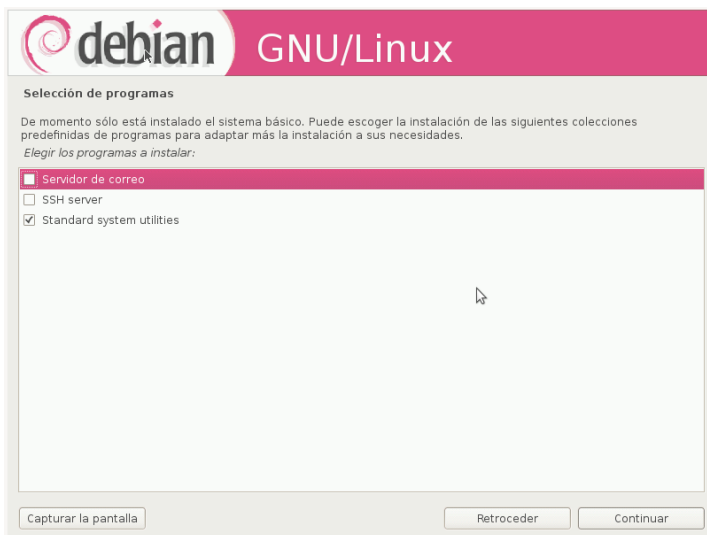 debian GNU/Linux
Selección de programas
De momento sólo está instalado el sistema básico. Puede escoger la instalación de las siguientes colecciones
predefinidas de programas para adaptar más la instalación a sus necesidades.
Elegir los programas a instalar:
Servidor de correo
SSH server
Standard system utilities
Capturar la pantalla Retroceder Continuar